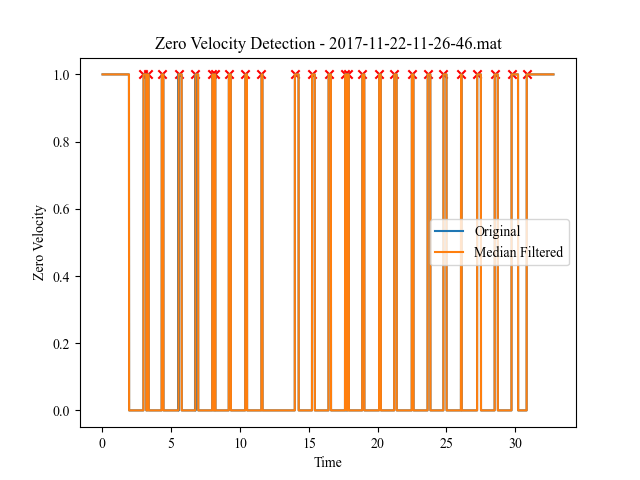 Zero Velocity Detection - 2017-11-22-11-26-46.mat
1.0
0.8
0.6
0.4
0.2
0.0
Zero Velocity
Original
Median Filtered
0 5 10 15 20 25 30
Time